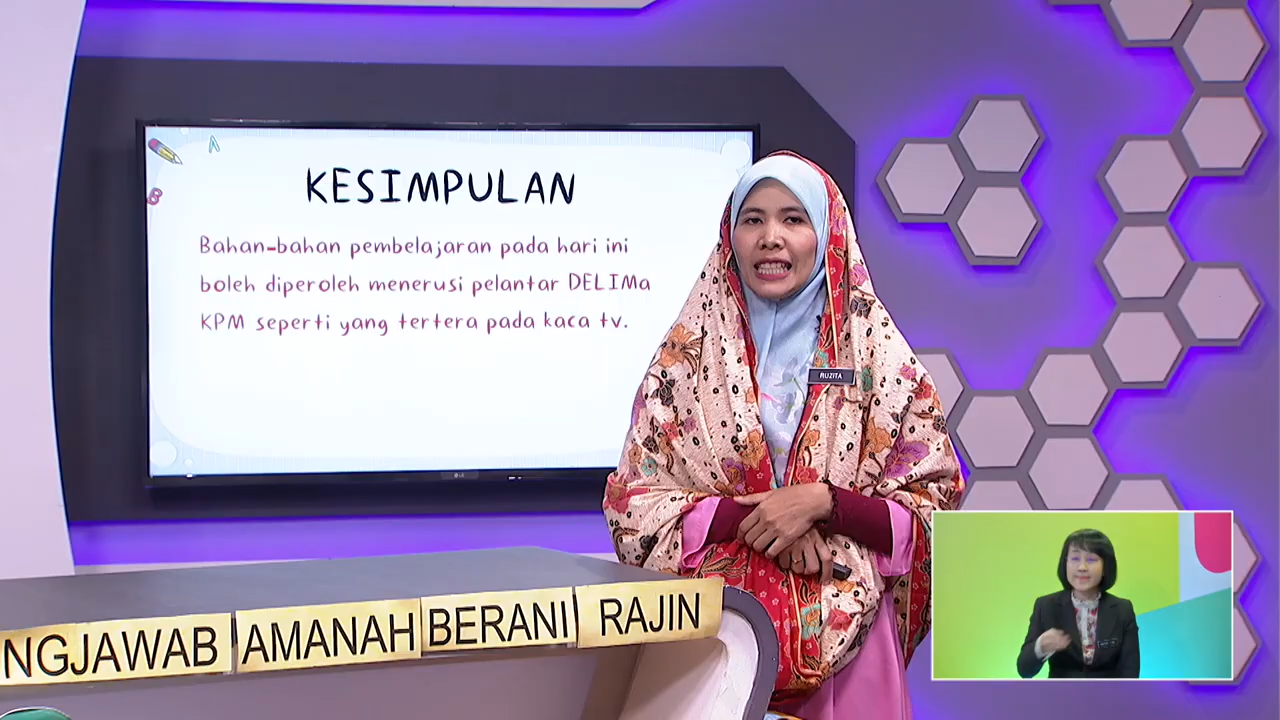 A
B
KESIMPULAN
Bahan-bahan pembelajaran pada hari ini
boleh diperoleh menerusi pelantar DELIMa
KPM seperti yang tertera pada kaca tv.
LG
RUZITA
NGJAWAB AMANAH BERANI RAJIN